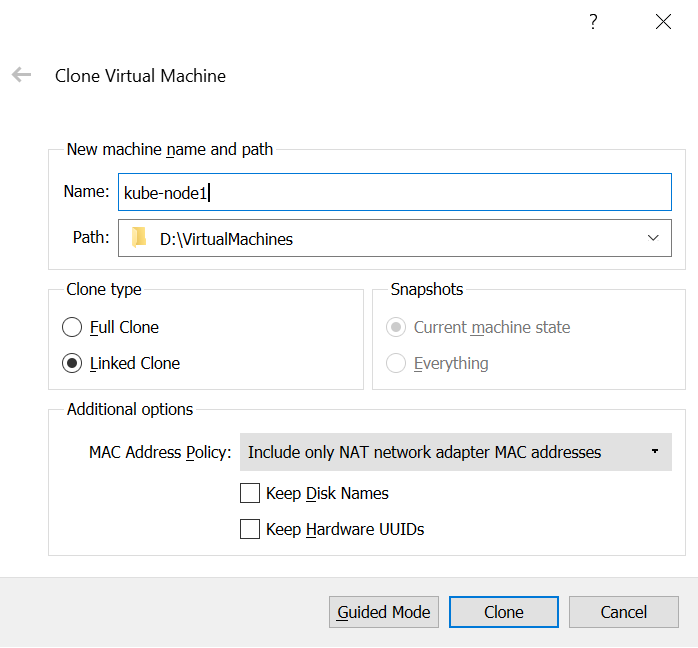 ?
Clone Virtual Machine
New machine name and path
Name: kube-node1
Path: D:\VirtualMachines
Clone type
Full Clone
Linked Clone
Snapshots
Current machine state
Everything
Additional options
MAC Address Policy: Include only NAT network adapter MAC addresses
Keep Disk Names
Keep Hardware UUIDs
Guided Mode Clone Cancel